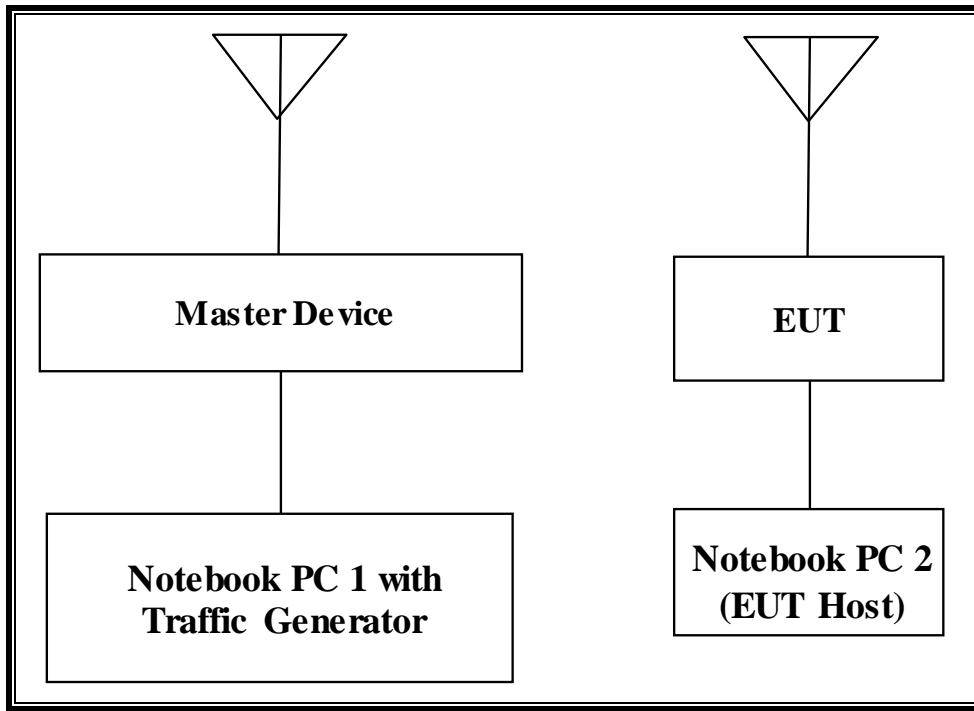 Master Device
EUT
Notebook PC 1 with
Traffic Generator
Notebook PC 2
(EUT Host)